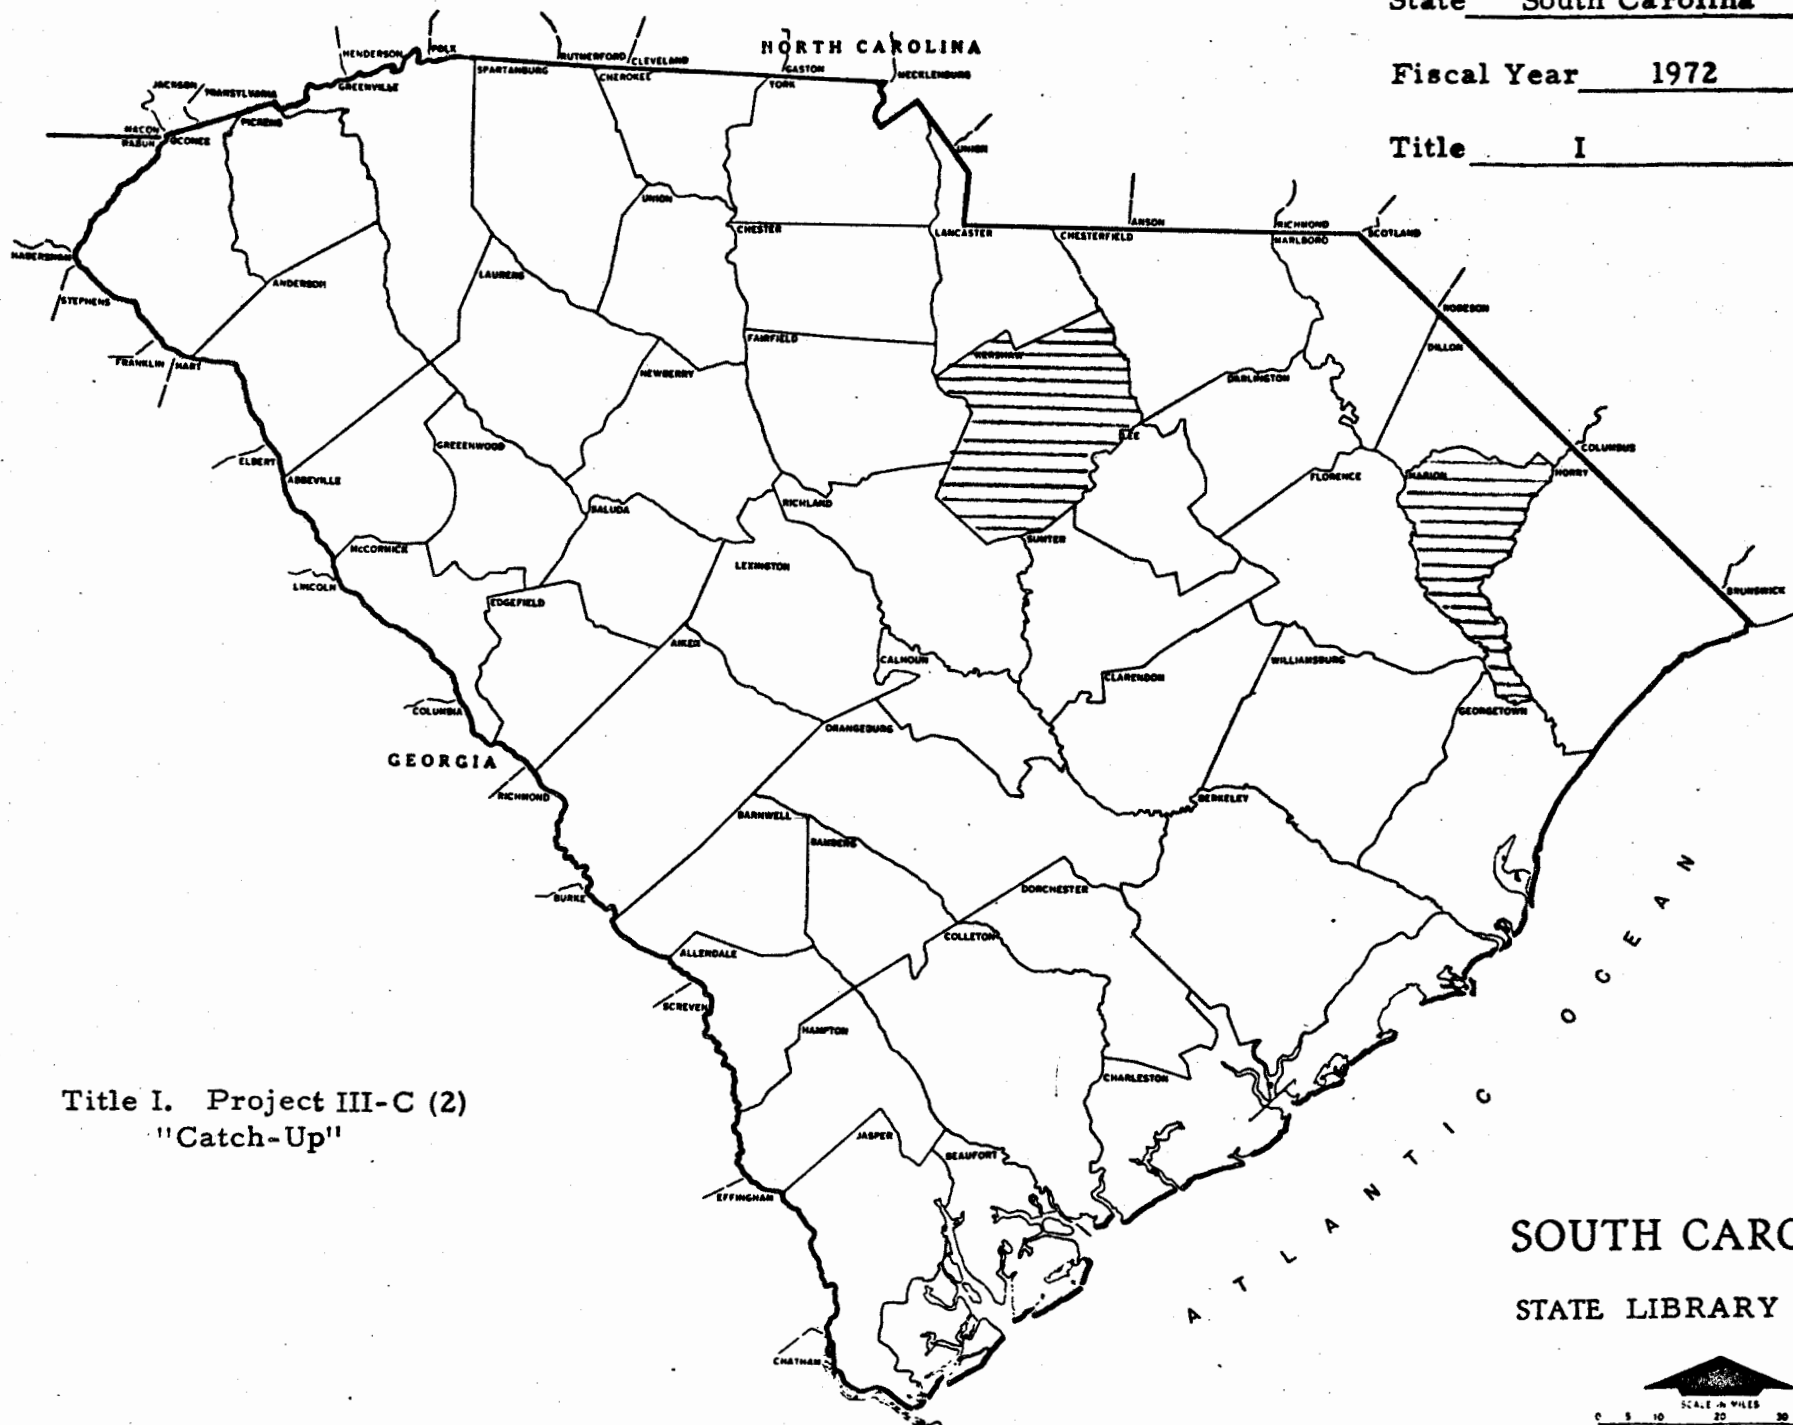 State South Carolina
Fiscal Year 1972
Title I
NORTH CAROLINA
HENDERSON
POLK
RUTHERFORD
CLEVELAND
GASTON
MECKLENBURG
SPARTANBURG
CHEROKEE
YORK
JACKSON
TRANSYLVANIA
GREENVILLE
PICKENS
MACON
RABUN
OCONEE
UNION
UNION
CHESTER
LANCASTER
CHESTERFIELD
ANSON
RICHMOND
MARLBORO
SCOTLAND
HABERSHAM
STEPHENS
ANDERSON
LAURENS
ROBESON
DILLON
FRANKLIN
HART
FAIRFIELD
KERSHAW
NEWBERRY
DARLINGTON
GREEENWOOD
LEE
COLUMBUS
ELBERT
ABBEVILLE
FLORENCE
MARION
HORRY
SALUDA
RICHLAND
SUMTER
McCORMICK
LEXINGTON
LINCOLN
EDGEFIELD
BRUNSWICK
AIKEN
CALHOUN
CLARENDON
WILLIAMSBURG
COLUMBIA
ORANGEBURG
GEORGETOWN
GEORGIA
RICHMOND
BARNWELL
BERKELEY
BAMBERG
BURKE
DORCHESTER
COLLETON
ALLENDALE
SCREVEN
HAMPTON
CHARLESTON
Title I. Project III-C (2)
"Catch-Up"
JASPER
BEAUFORT
EFFINGHAM
CHATHAM
ATLANTIC OCEAN
SOUTH CARO
STATE LIBRARY
SCALE IN MILES
0 5 10 20 30